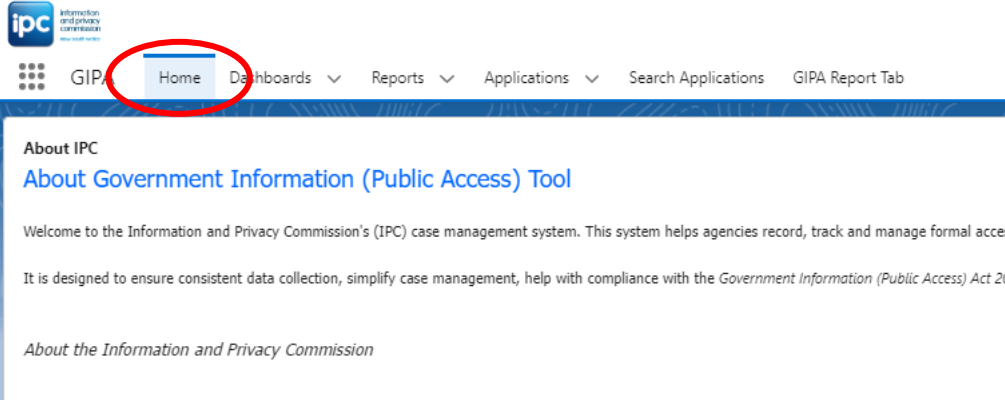 ipc
information
and privacy
commission
new south wales
GIPA Home Dashboards Reports Applications Search Applications GIPA Report Tab
About IPC
About Government Information (Public Access) Tool
Welcome to the Information and Privacy Commission's (IPC) case management system. This system helps agencies record, track and manage formal acce
It is designed to ensure consistent data collection, simplify case management, help with compliance with the Government Information (Public Access) Act 20
About the Information and Privacy Commission